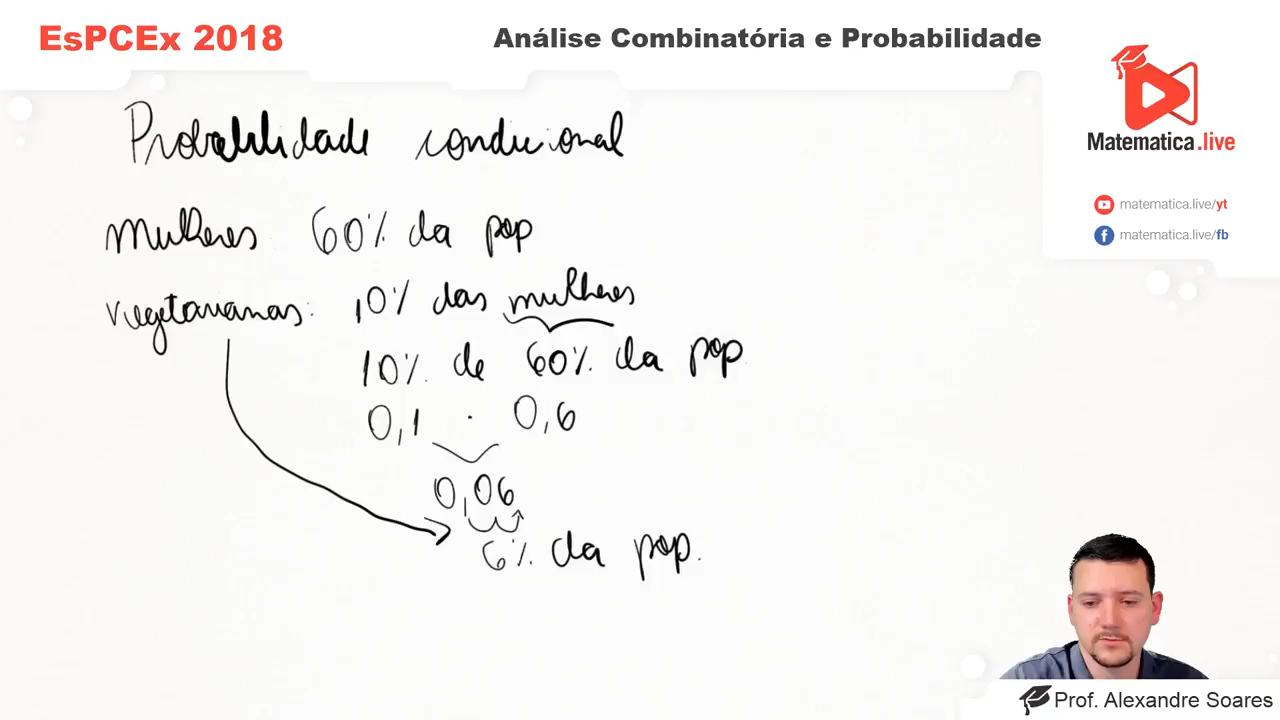 EsPCEx 2018
Análise Combinatória e Probabilidade
Matematica.live
matematica.live/yt
matematica.live/fb
Probabilidade condicional
mulheres 60% da pop
vegetarianas: 10% das mulheres
10% de 60% da pop
0,1 · 0,6
0,06
6% da pop.
Prof. Alexandre Soares